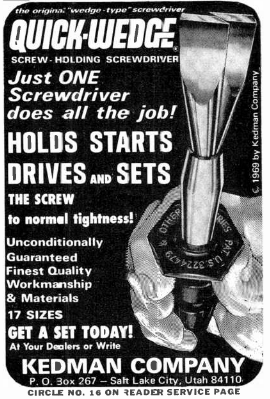 the original "wedge-type" screwdriver
QUICK-WEDGE®
SCREW-HOLDING SCREWDRIVER
Just ONE
Screwdriver
does all the job!
HOLDS STARTS
DRIVES AND SETS
THE SCREW
to normal tightness!
Unconditionally
Guaranteed
Finest Quality
Workmanship
& Materials
17 SIZES
GET A SET TODAY!
At Your Dealers or Write
KEDMAN COMPANY
P. O. Box 267 – Salt Lake City, Utah 84110
CIRCLE NO. 16 ON READER SERVICE PAGE
© 1969 by Kedman Company
PAT. U.S. 3224479 & OTHER